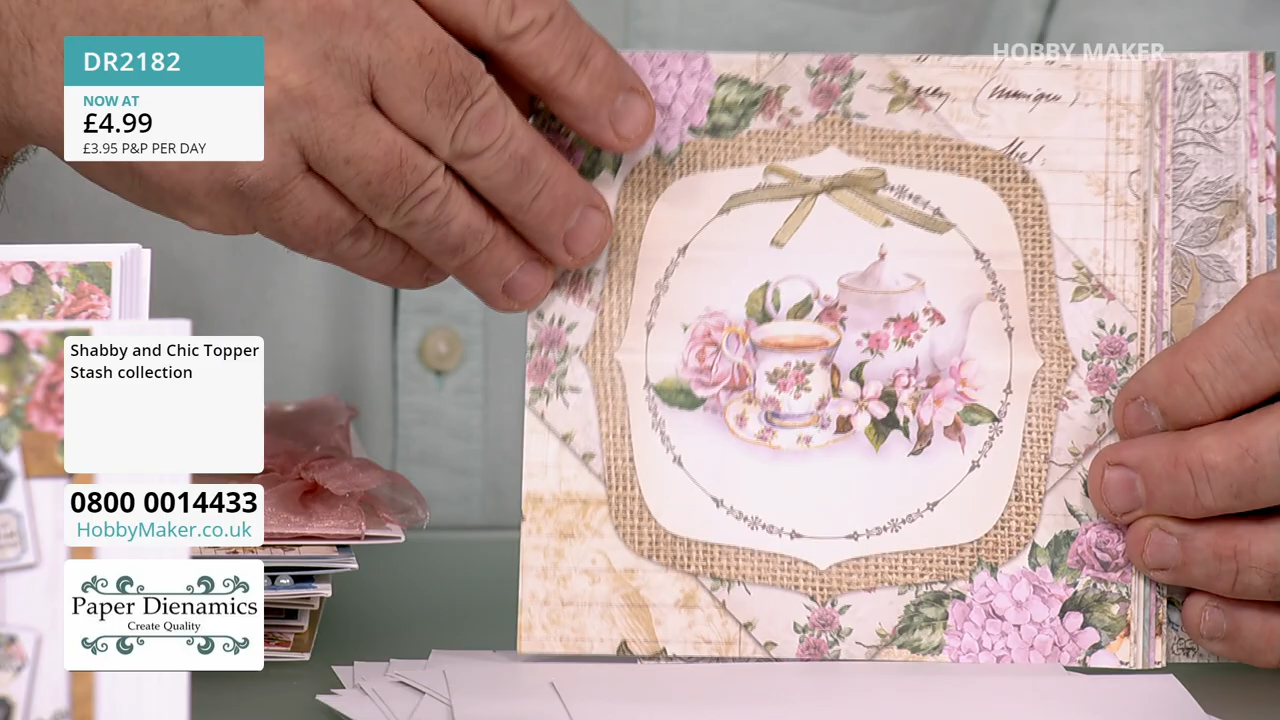 DR2182
NOW AT
£4.99
£3.95 P&P PER DAY
HOBBY MAKER
Shabby and Chic Topper
Stash collection
0800 0014433
HobbyMaker.co.uk
Paper Dienamics
Create Quality